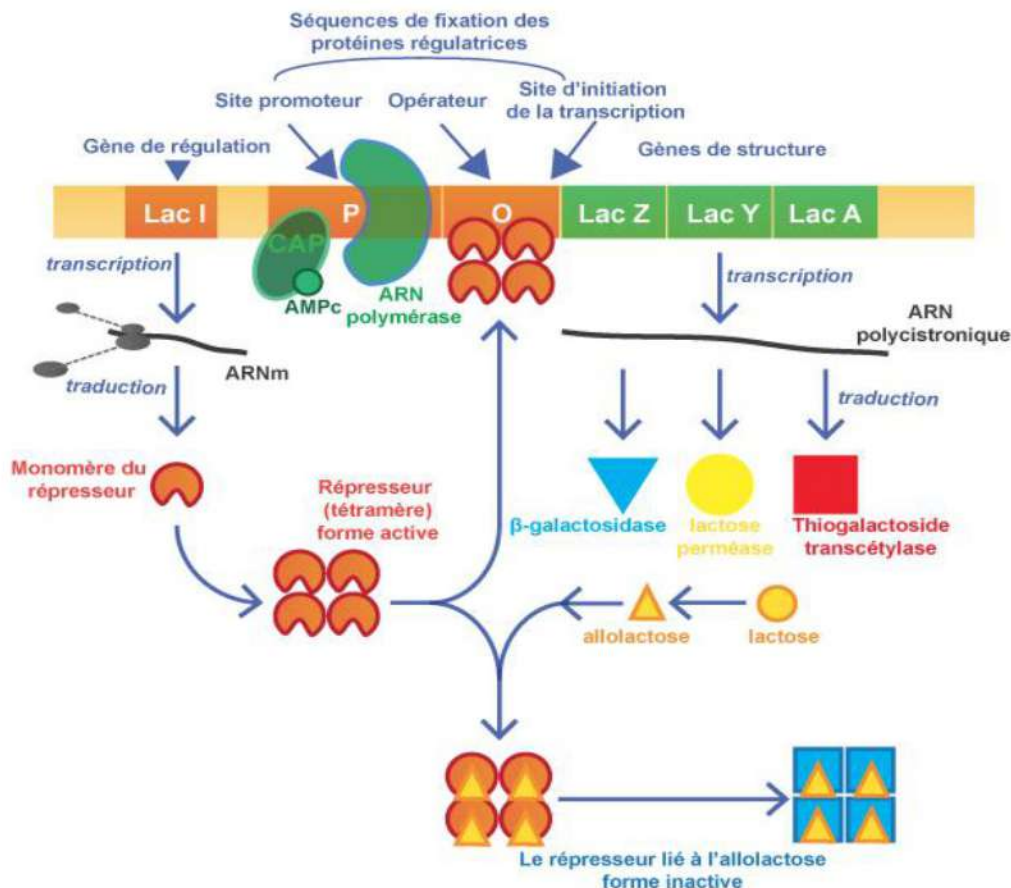 Séquences de fixation des
protéines régulatrices
Site promoteur
Opérateur
Site d'initiation
de la transcription
Gène de régulation
Gènes de structure
Lac I
P
O
Lac Z
Lac Y
Lac A
CAP
AMPc
ARN
polymérase
transcription
transcription
ARN
polycistronique
ARNm
traduction
traduction
Monomère du
répresseur
Répresseur
(tétramère)
forme active
β-galactosidase
lactose
perméase
Thiogalactoside
transcétylase
allolactose
lactose
Le répresseur lié à l'allolactose
forme inactive